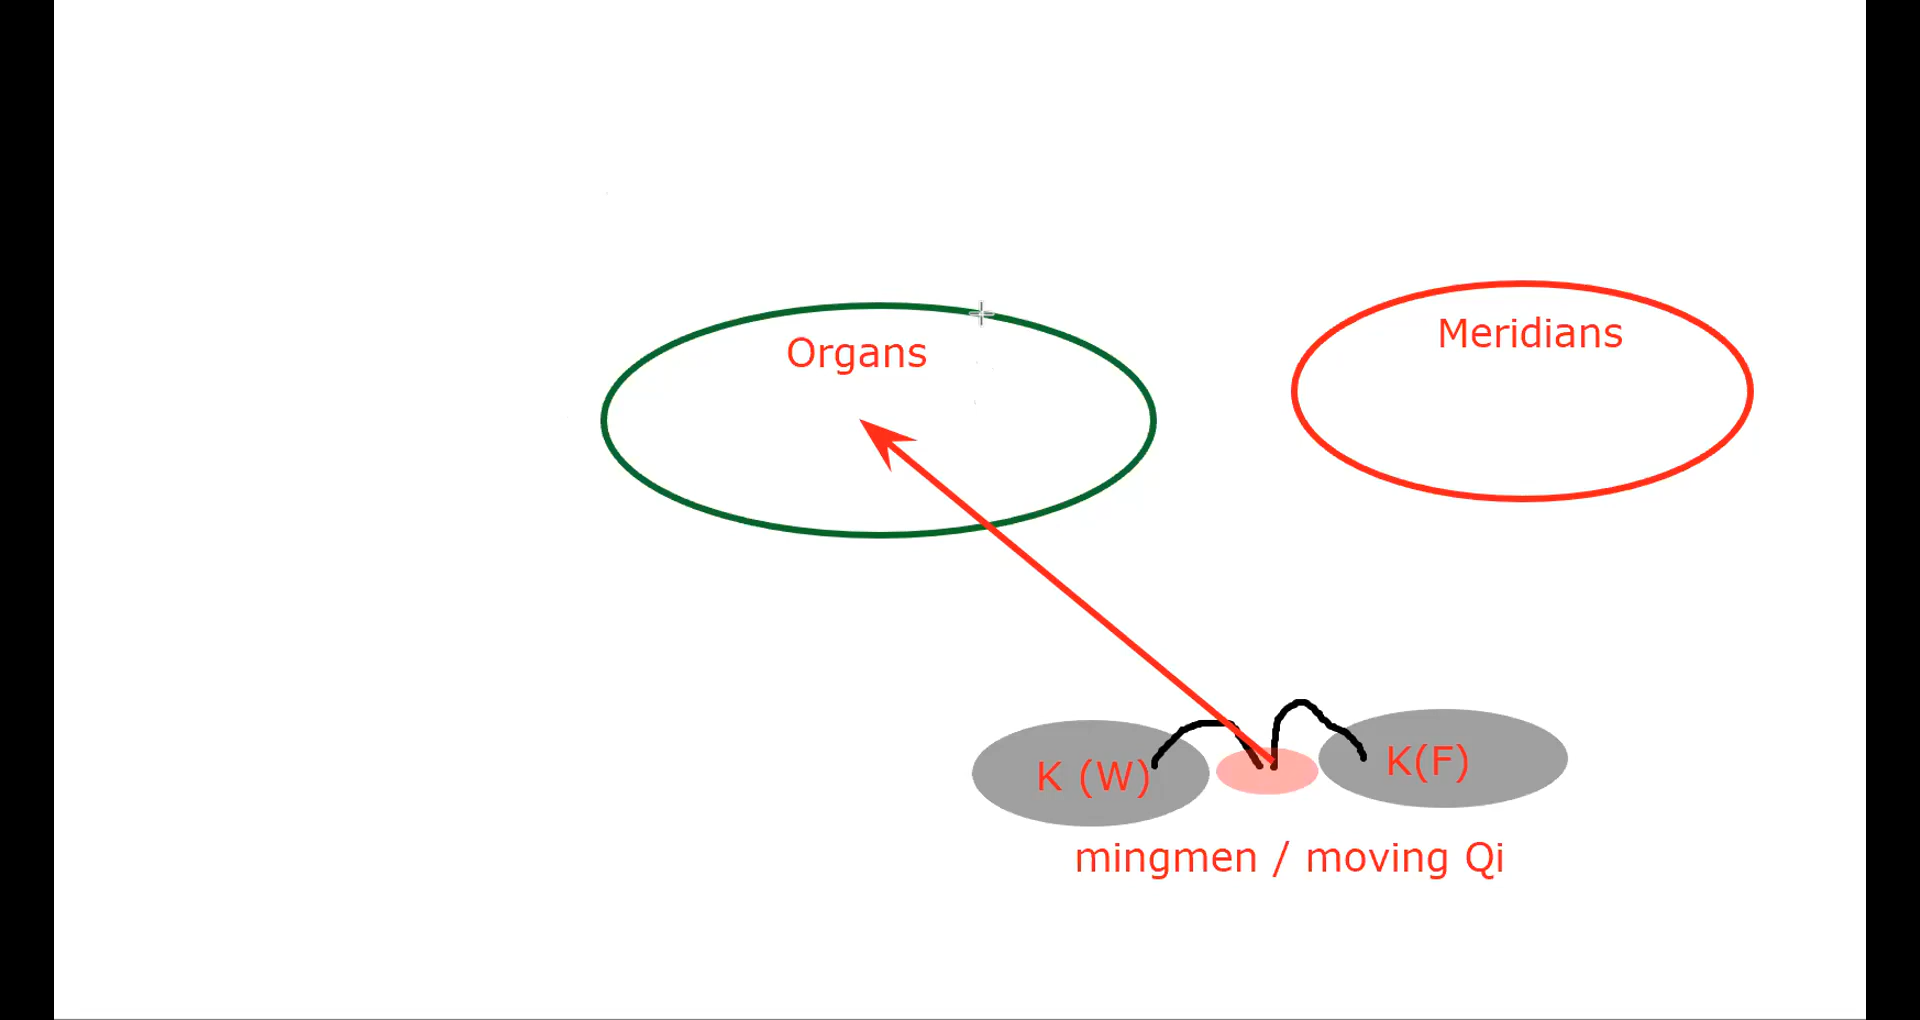 Meridians
Organs
K (W)
K(F)
mingmen / moving Qi